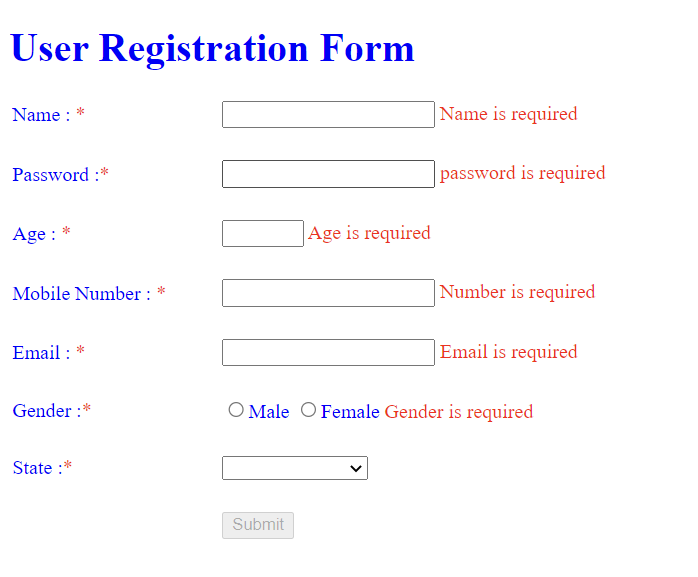 User Registration Form
Name : * Name is required
Password :* password is required
Age : * Age is required
Mobile Number : * Number is required
Email : * Email is required
Gender :* Male Female Gender is required
State :*
Submit